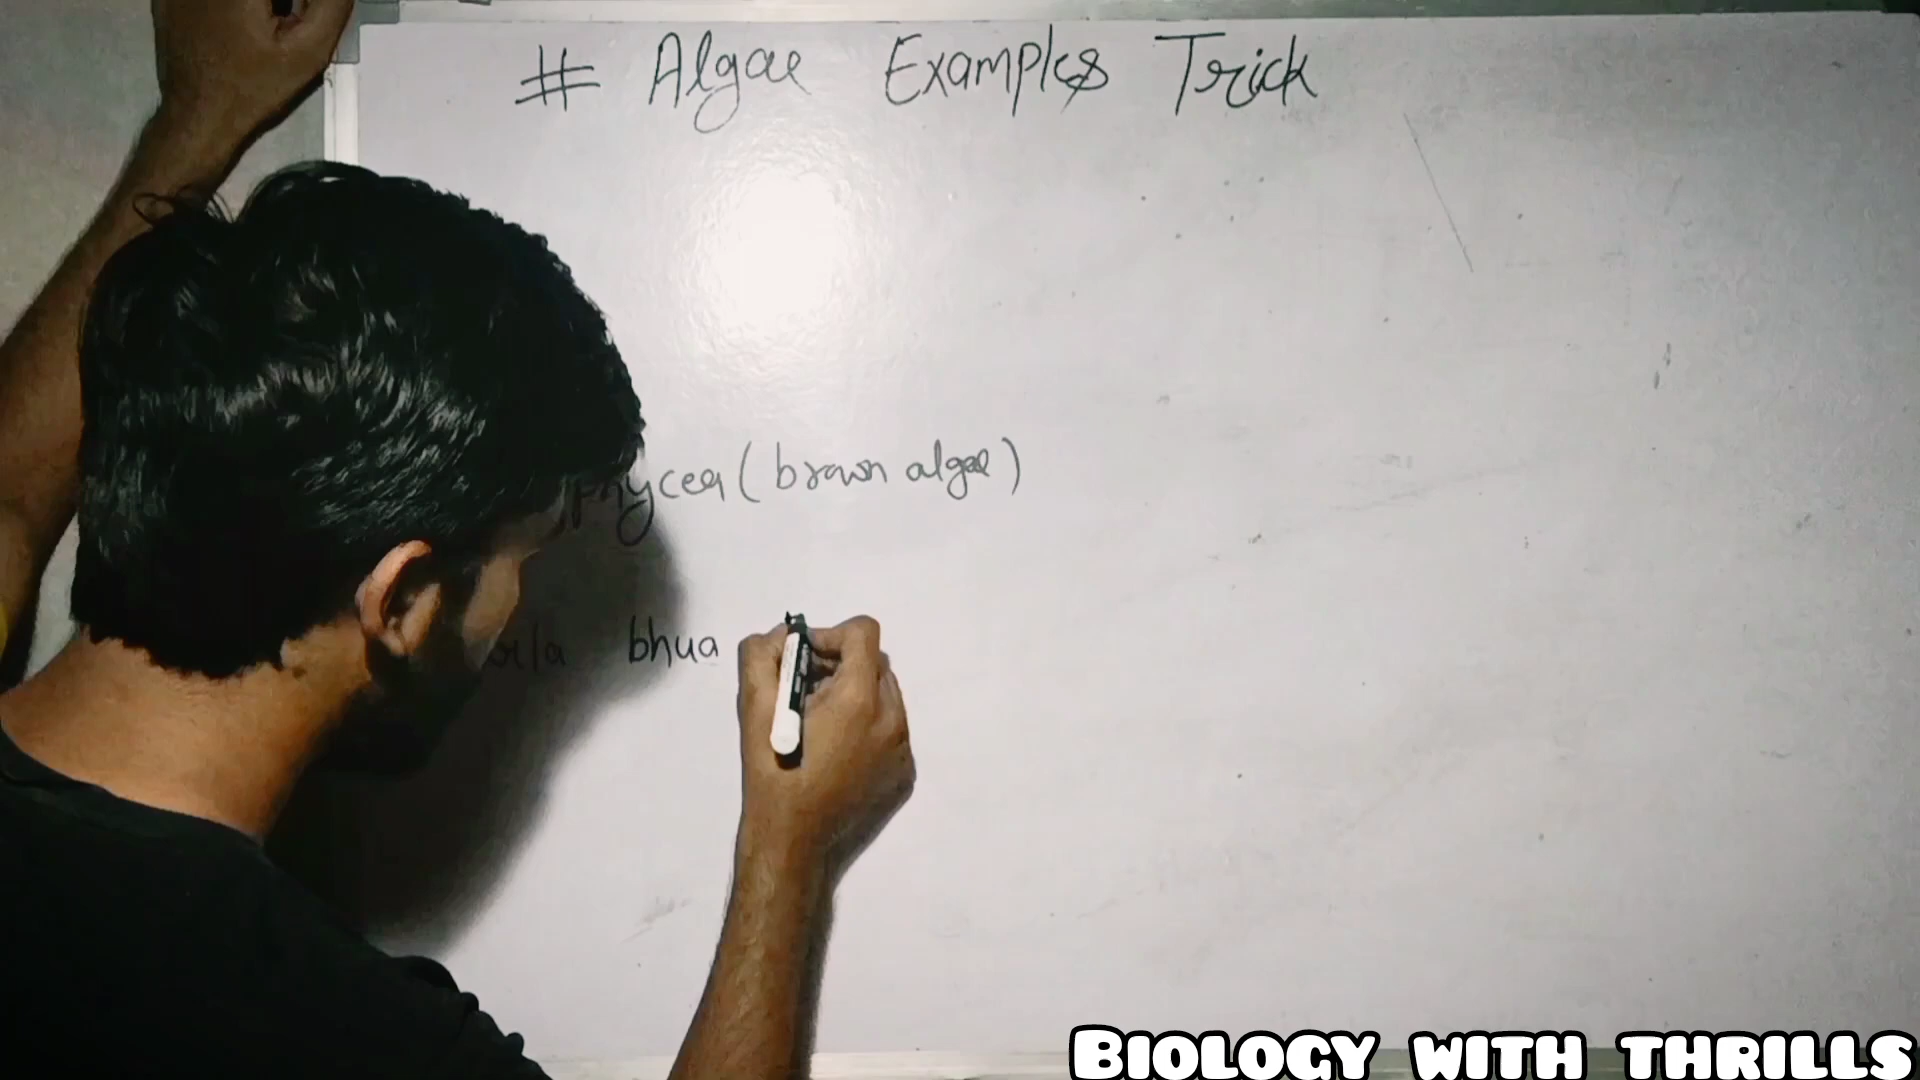 # Algae Examples Trick
phycea (brown algae)
bhua
BIOLOGY WITH THRILLS